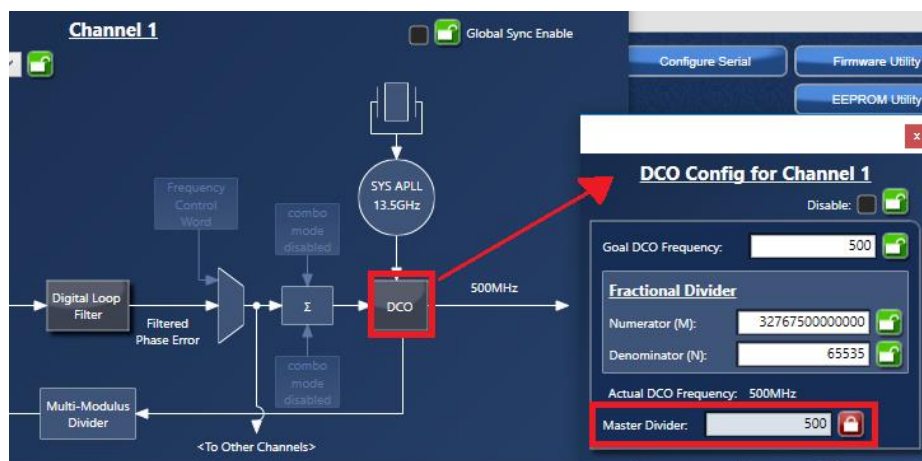 Channel 1
Global Sync Enable
Configure Serial
Firmware Utility
EEPROM Utility
x
SYS APLL
13.5GHz
Frequency
Control
Word
combo
mode
disabled
Digital Loop
Filter
Filtered
Phase Error
Σ
DCO
500MHz
combo
mode
disabled
Multi-Modulus
Divider
<To Other Channels>
DCO Config for Channel 1
Disable:
Goal DCO Frequency: 500
Fractional Divider
Numerator (M): 32767500000000
Denominator (N): 65535
Actual DCO Frequency: 500MHz
Master Divider: 500